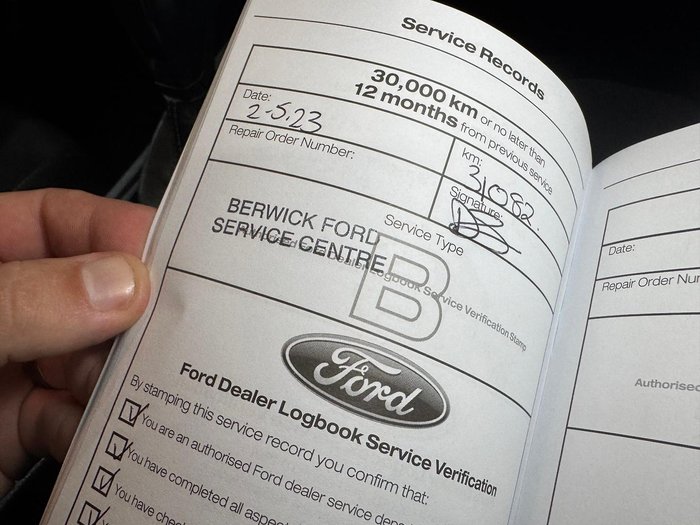 Service Records
30,000 km or no later than
12 months from previous service
Date:
2-5.23
km:
31082.
Repair Order Number:
Signature:
BERWICK FORD
SERVICE CENTRE
Service Type
B
Dealer Logbook Service Verification Stamp
Ford
Ford Dealer Logbook Service Verification
By stamping this service record you confirm that:
You are an authorised Ford dealer service
You have completed all
You have
Date:
Repair Order
Authorised